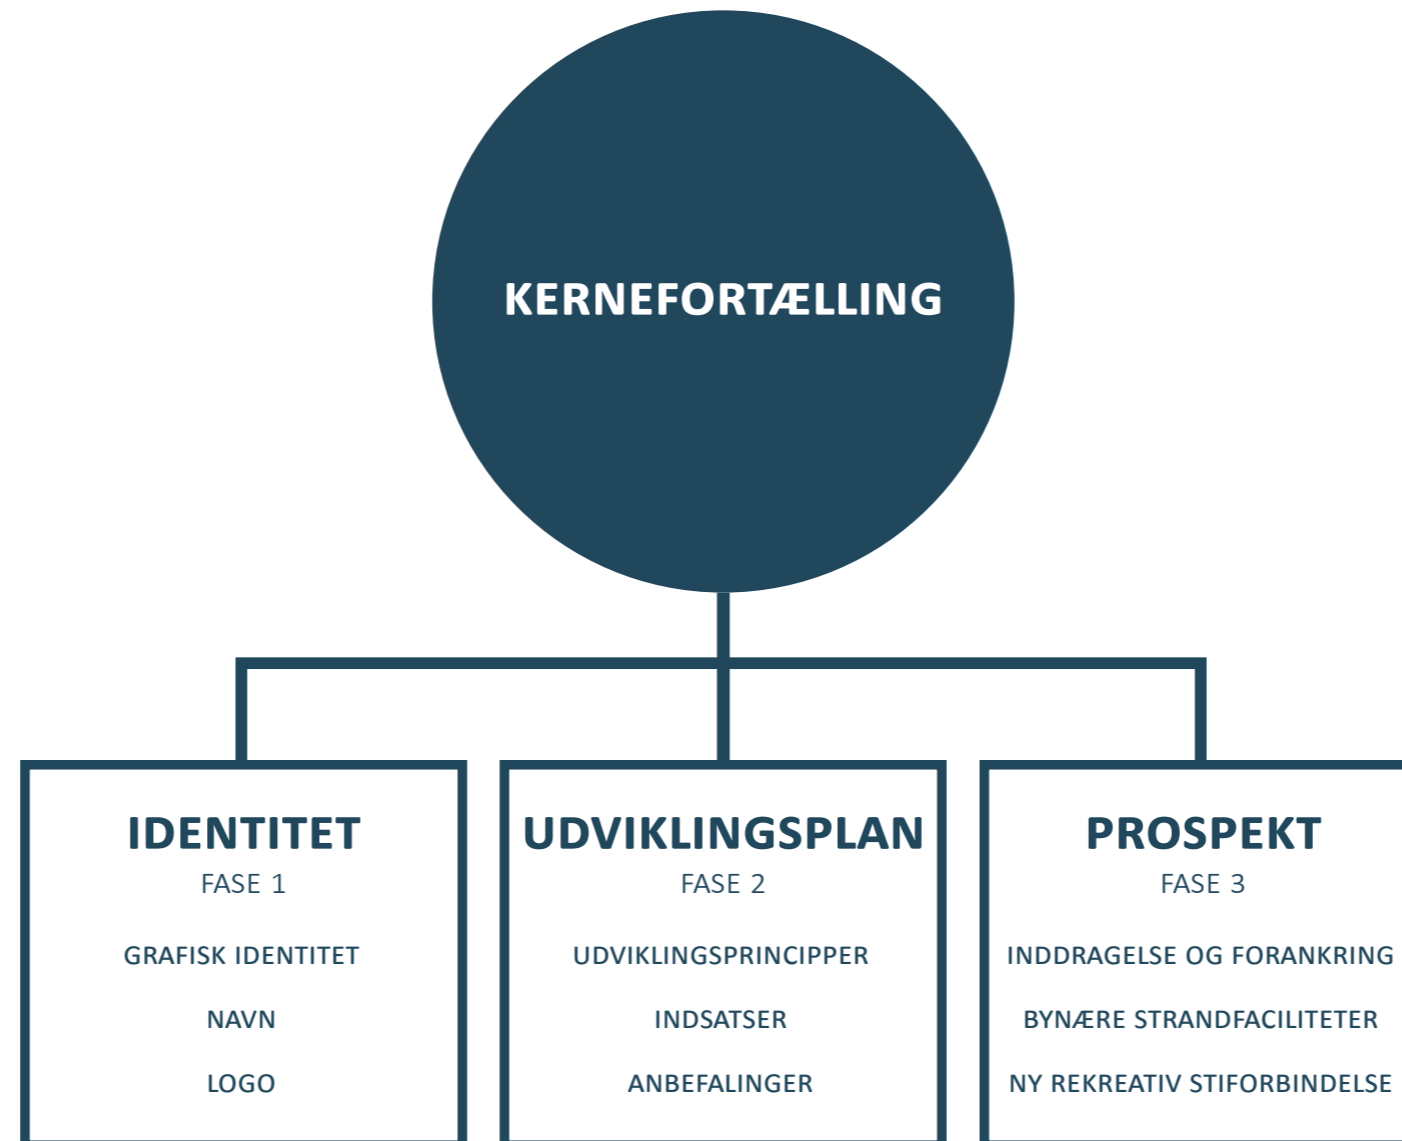 KERNEFORTÆLLING
IDENTITET
FASE 1
GRAFISK IDENTITET
NAVN
LOGO
UDVIKLINGSPLAN
FASE 2
UDVIKLINGSPRINCIPPER
INDSATSER
ANBEFALINGER
PROSPEKT
FASE 3
INDDRAGELSE OG FORANKRING
BYNÆRE STRANDFACILITETER
NY REKREATIV STIFORBINDELSE